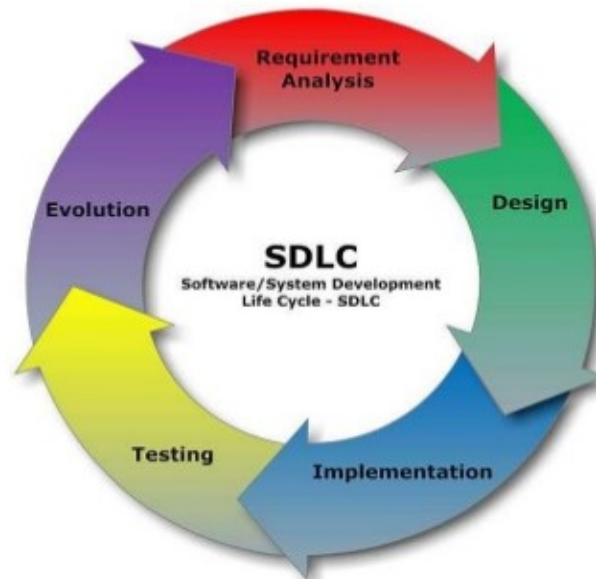 Requirement
Analysis
Design
Evolution
SDLC
Software/System Development
Life Cycle - SDLC
Testing
Implementation